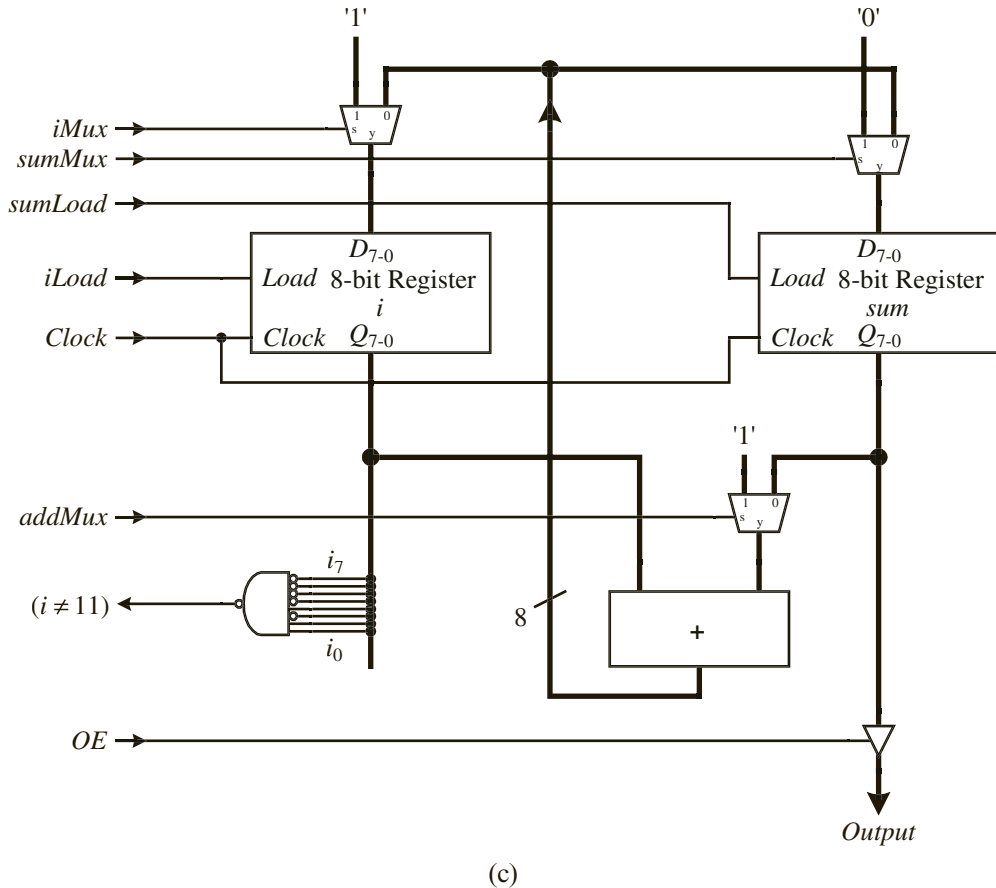 '1'
'0'
1 0
s y
1 0
s y
iMux
sumMux
sumLoad
iLoad
Clock
D7-0
Load 8-bit Register
i
Clock Q7-0
D7-0
Load 8-bit Register
sum
Clock Q7-0
'1'
1 0
s y
addMux
i7
(i ≠ 11)
i0
8
+
OE
Output
(c)